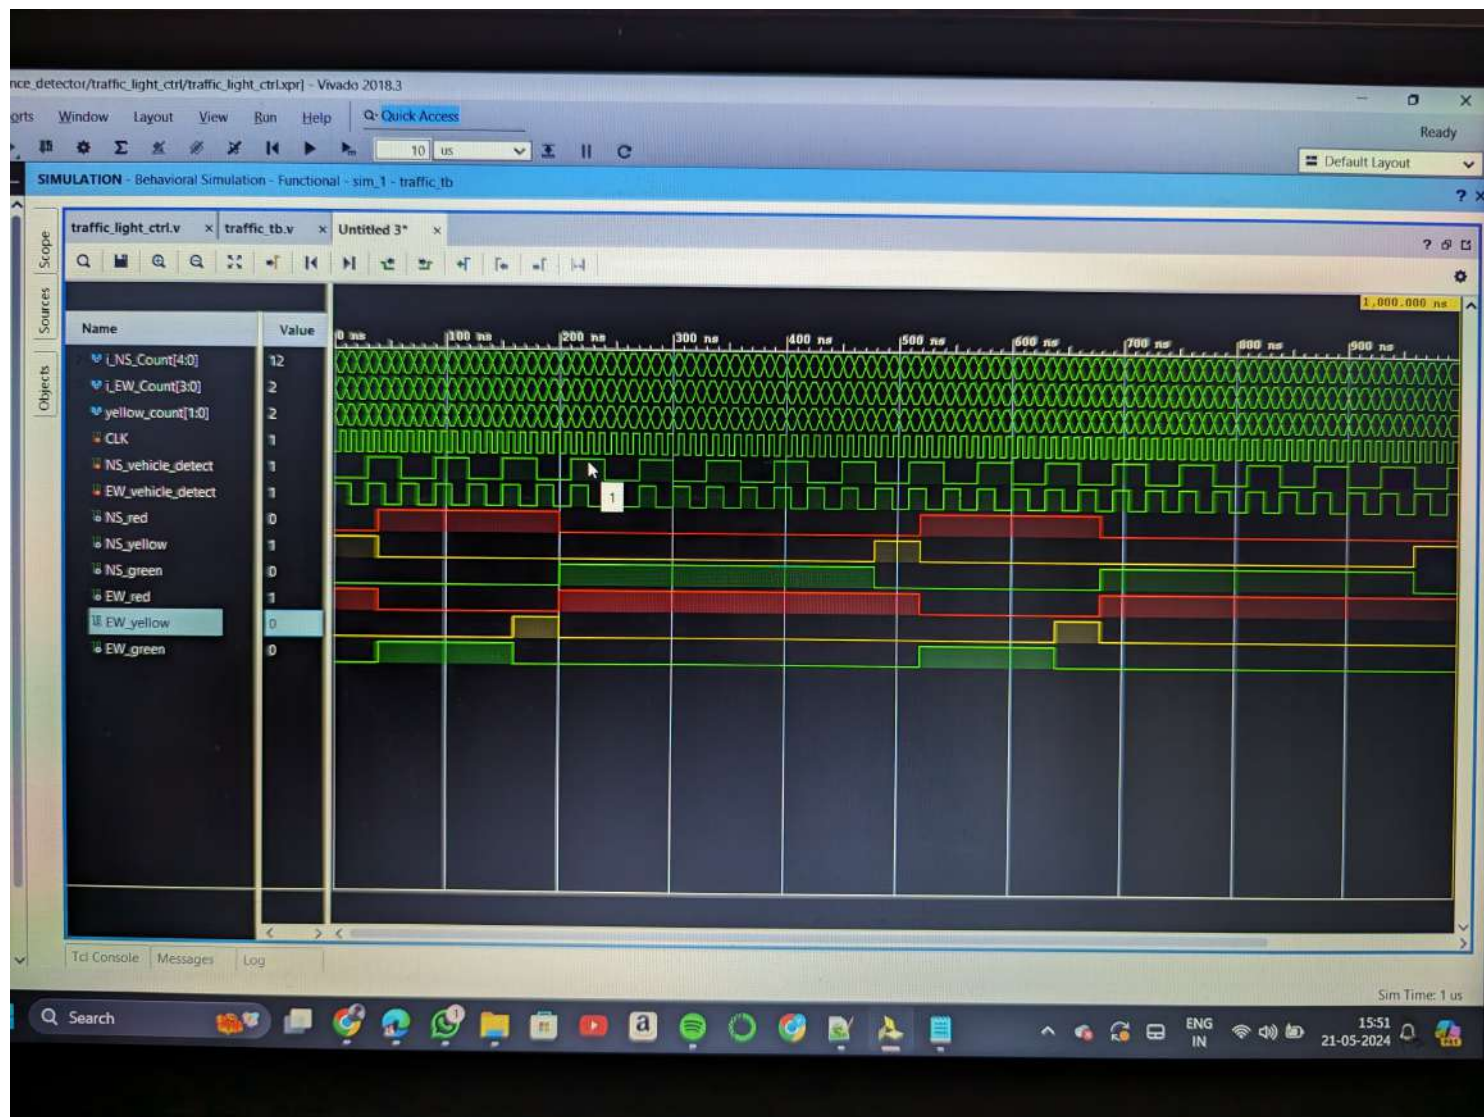 nce_detector/traffic_light_ctrl/traffic_light_ctrl.xpr] - Vivado 2018.3
orts Window Layout View Run Help Quick Access
Ready
10 us
Default Layout
SIMULATION - Behavioral Simulation - Functional - sim_1 - traffic_tb
?
traffic_light_ctrl.v × traffic_tb.v × Untitled 3* ×
?
Scope
Sources
Objects
1,000.000 ns
Name Value
0 ns 100 ns 200 ns 300 ns 400 ns 500 ns 600 ns 700 ns 800 ns 900 ns
i_NS_Count[4:0] 12
i_EW_Count[3:0] 2
yellow_count[1:0] 2
CLK 1
NS_vehicle_detect 1
EW_vehicle_detect 1
1
NS_red 0
NS_yellow 1
NS_green 0
EW_red 1
EW_yellow 0
EW_green 0
Tcl Console Messages Log
Sim Time: 1 us
Search
1
a
ENG
IN
15:51
21-05-2024